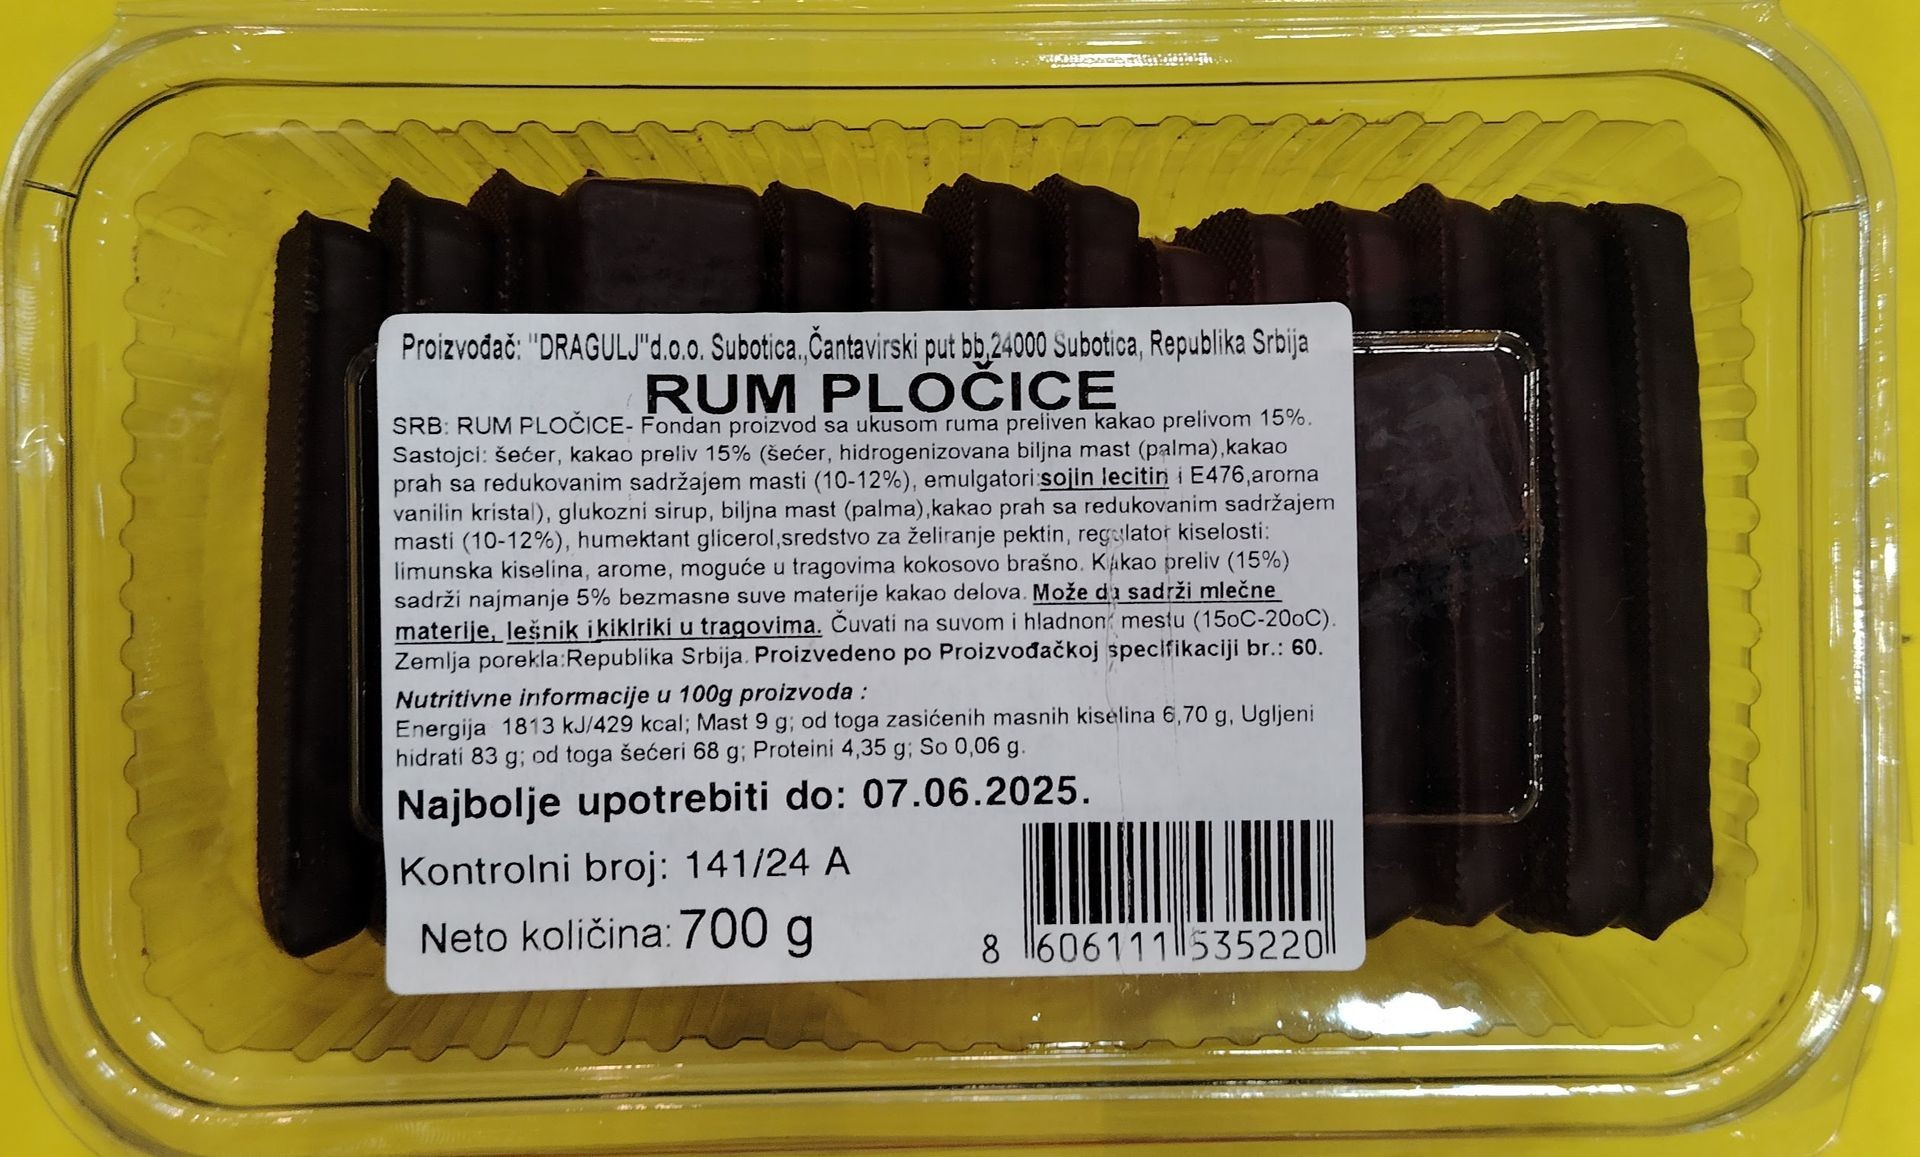 Proizvođač: "DRAGULJ"d.o.o. Subotica.,Čantavirski put bb,24000 Subotica, Republika Srbija
RUM PLOČICE
SRB: RUM PLOČICE- Fondan proizvod sa ukusom ruma preliven kakao prelivom 15%.
Sastojci: šećer, kakao preliv 15% (šećer, hidrogenizovana biljna mast (palma),kakao
prah sa redukovanim sadržajem masti (10-12%), emulgatori:sojin lecitin i E476,aroma
vanilin kristal), glukozni sirup, biljna mast (palma),kakao prah sa redukovanim sadržajem
masti (10-12%), humektant glicerol,sredstvo za želiranje pektin, regulator kiselosti:
limunska kiselina, arome, moguće u tragovima kokosovo brašno. Kakao preliv (15%)
sadrži najmanje 5% bezmasne suve materije kakao delova. Može da sadrži mlečne
materije, lešnik i kikiriki u tragovima. Čuvati na suvom i hladnom mestu (15oC-20oC).
Zemlja porekla:Republika Srbija. Proizvedeno po Proizvođačkoj specifikaciji br.: 60.
Nutritivne informacije u 100g proizvoda :
Energija 1813 kJ/429 kcal; Mast 9 g; od toga zasićenih masnih kiselina 6,70 g, Ugljeni
hidrati 83 g; od toga šećeri 68 g; Proteini 4,35 g; So 0,06 g.
Najbolje upotrebiti do: 07.06.2025.
Kontrolni broj: 141/24 A
Neto količina: 700 g
8 606111 535220